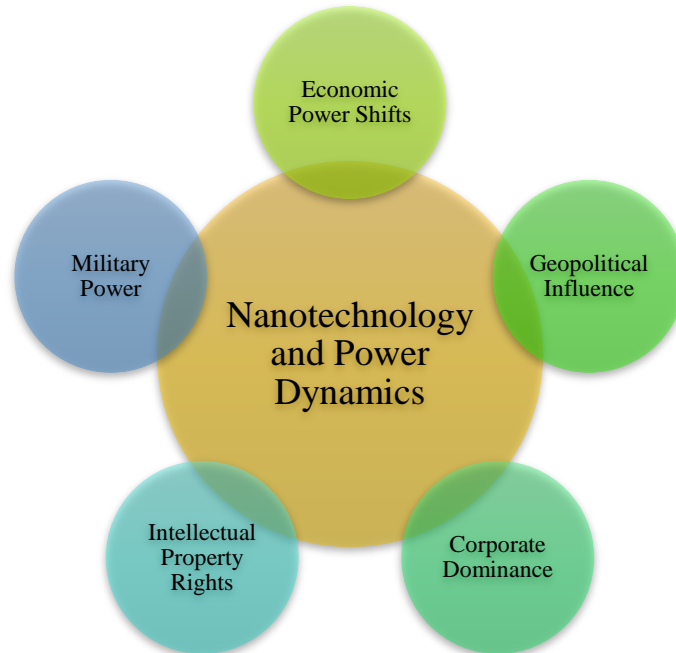 Economic
Power Shifts
Geopolitical
Influence
Corporate
Dominance
Intellectual
Property
Rights
Military
Power
Nanotechnology
and Power
Dynamics